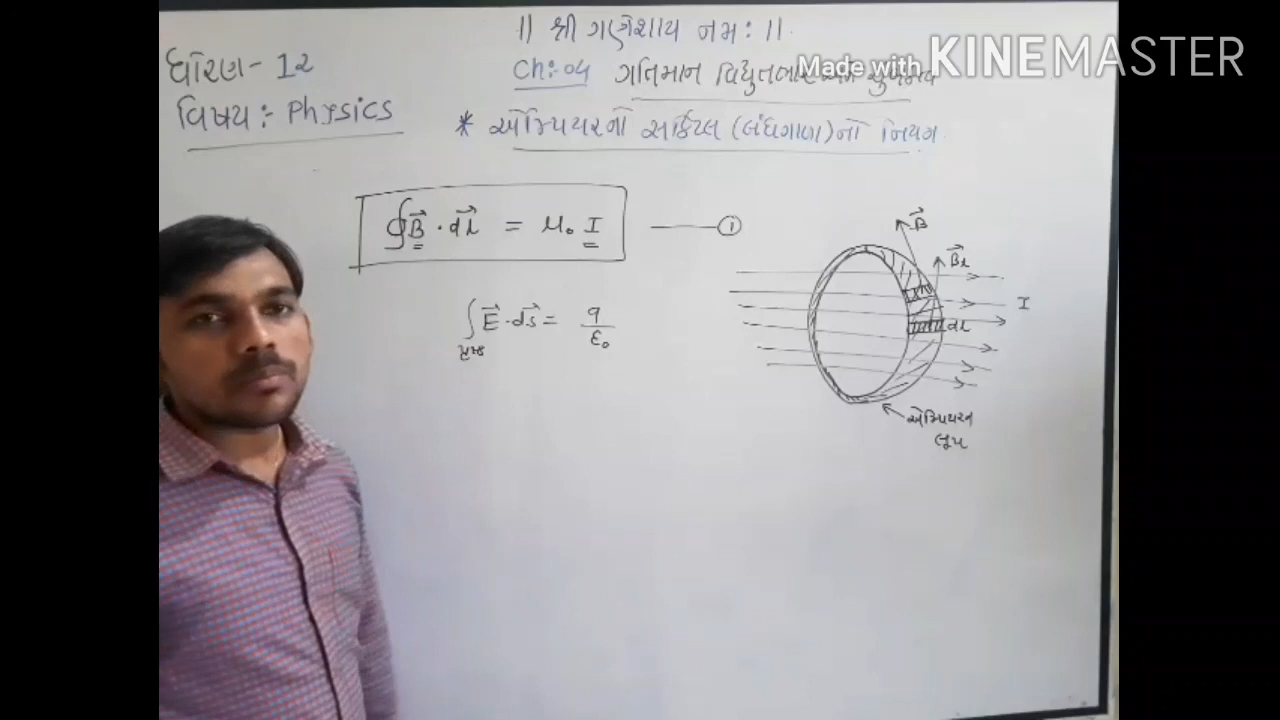 ॥ શ્રી ગણેશાય નમઃ ॥
Made with KINEMASTER
ધોરણ - 12
Ch:-04 ગતિમાન વિદ્યુતભાર
વિષય :- Physics
* એમ્પિયરનો સર્કિટલ (બંધગાળા)નો નિયમ
∮B⃗ · dl⃗ = μ₀ I ——— ①
∫ E⃗ · ds⃗ = q / ε₀
પૃષ્ઠ
B⃗
B⃗l
I
dl
એમ્પિયરન
લૂપ